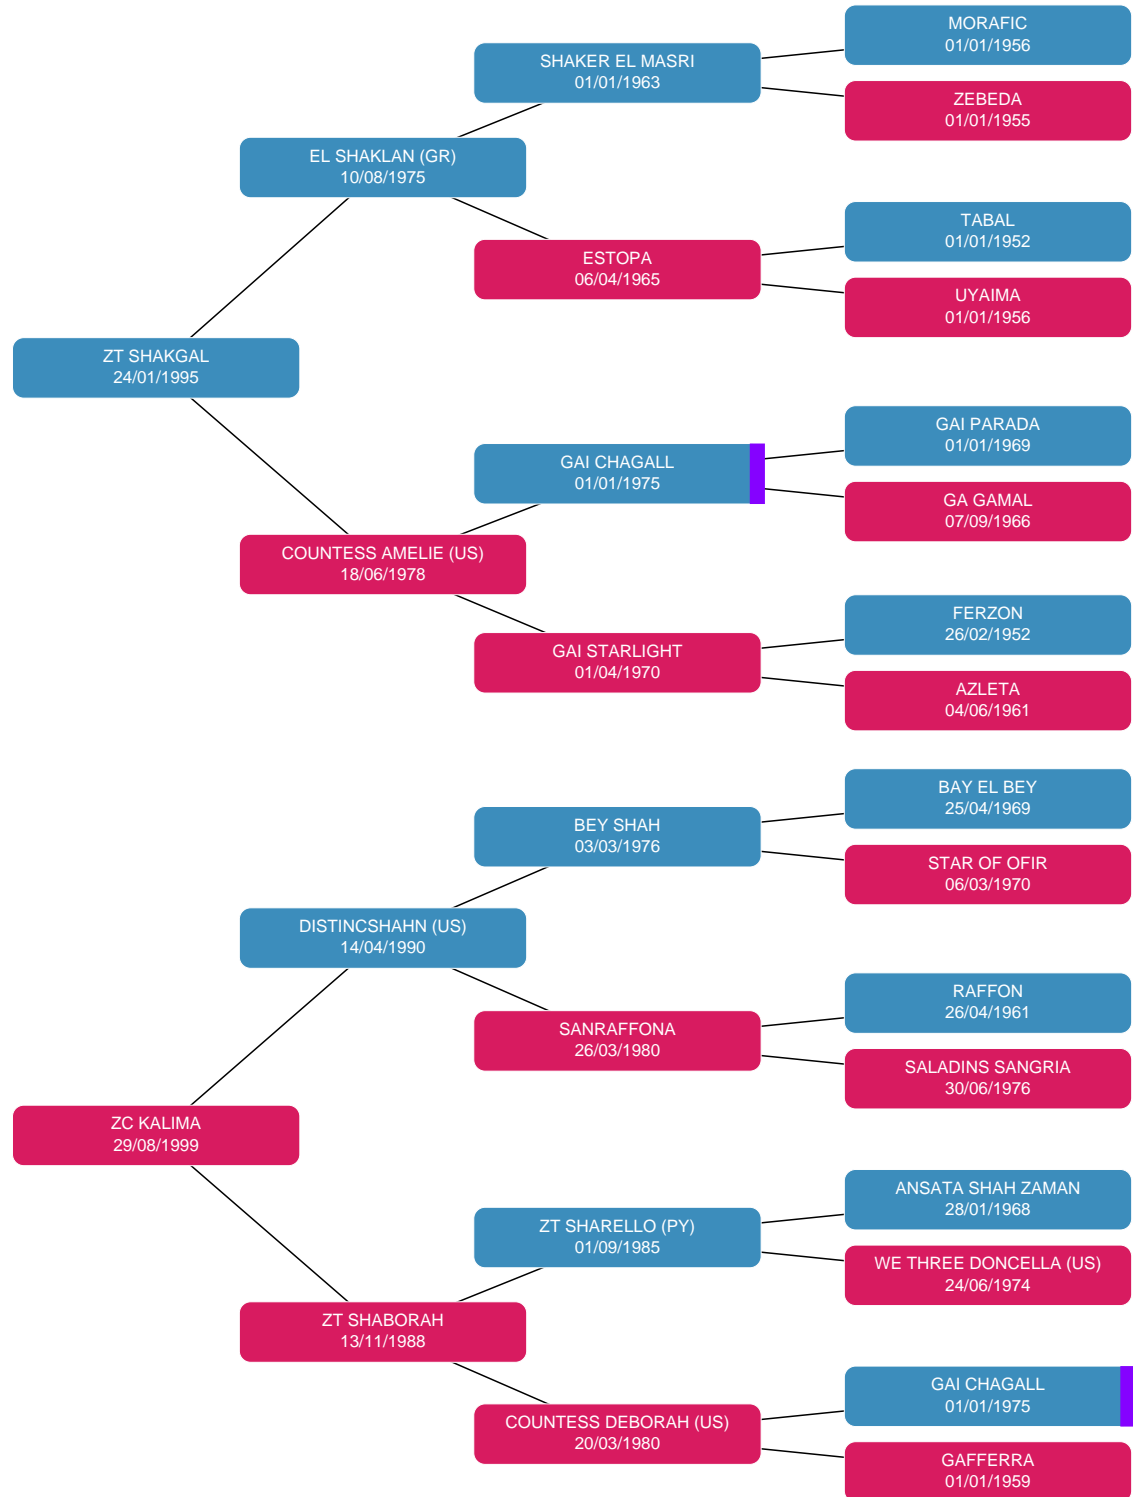 MORAFIC
01/01/1956
SHAKER EL MASRI
01/01/1963
ZEBEDA
01/01/1955
EL SHAKLAN (GR)
10/08/1975
TABAL
01/01/1952
ESTOPA
06/04/1965
UYAIMA
01/01/1956
ZT SHAKGAL
24/01/1995
GAI PARADA
01/01/1969
GAI CHAGALL
01/01/1975
GA GAMAL
07/09/1966
COUNTESS AMELIE (US)
18/06/1978
FERZON
26/02/1952
GAI STARLIGHT
01/04/1970
AZLETA
04/06/1961
BAY EL BEY
25/04/1969
BEY SHAH
03/03/1976
STAR OF OFIR
06/03/1970
DISTINCSHAHN (US)
14/04/1990
RAFFON
26/04/1961
SANRAFFONA
26/03/1980
SALADINS SANGRIA
30/06/1976
ZC KALIMA
29/08/1999
ANSATA SHAH ZAMAN
28/01/1968
ZT SHARELLO (PY)
01/09/1985
WE THREE DONCELLA (US)
24/06/1974
ZT SHABORAH
13/11/1988
GAI CHAGALL
01/01/1975
COUNTESS DEBORAH (US)
20/03/1980
GAFFERRA
01/01/1959